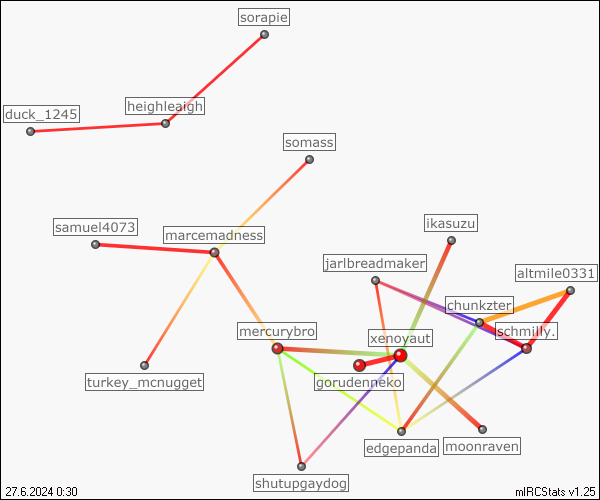 sorapie
heighleaigh
duck_1245
somass
samuel4073
marcemadness
ikasuzu
jarlbreadmaker
altmile0331
chunkzter
schmilly.
mercurybro
xenoyaut
gorudenneko
turkey_mcnugget
edgepanda
moonraven
shutupgaydog
27.6.2024 0:30
mIRCStats v1.25